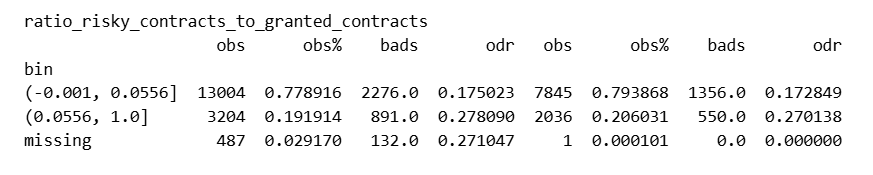 ratio_risky_contracts_to_granted_contracts
obs obs% bads odr obs obs% bads odr
bin
(-0.001, 0.0556] 13004 0.778916 2276.0 0.175023 7845 0.793868 1356.0 0.172849
(0.0556, 1.0] 3204 0.191914 891.0 0.278090 2036 0.206031 550.0 0.270138
missing 487 0.029170 132.0 0.271047 1 0.000101 0.0 0.000000